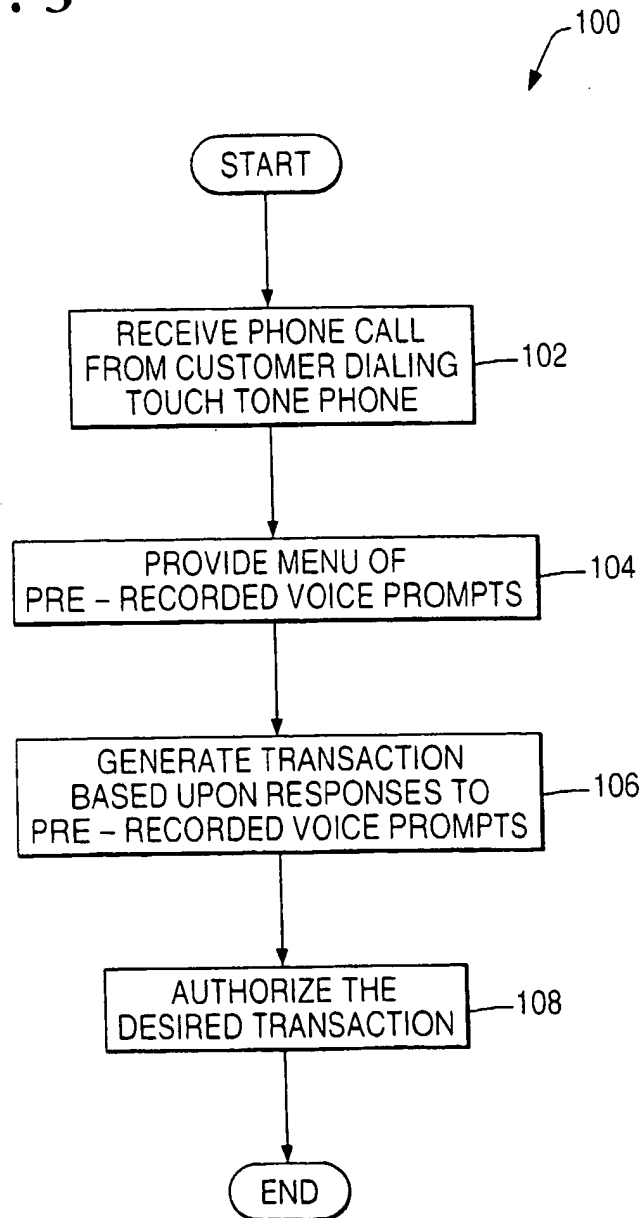 . 3
100
START
RECEIVE PHONE CALL
FROM CUSTOMER DIALING
TOUCH TONE PHONE
102
PROVIDE MENU OF
PRE – RECORDED VOICE PROMPTS
104
GENERATE TRANSACTION
BASED UPON RESPONSES TO
PRE – RECORDED VOICE PROMPTS
106
AUTHORIZE THE
DESIRED TRANSACTION
108
END